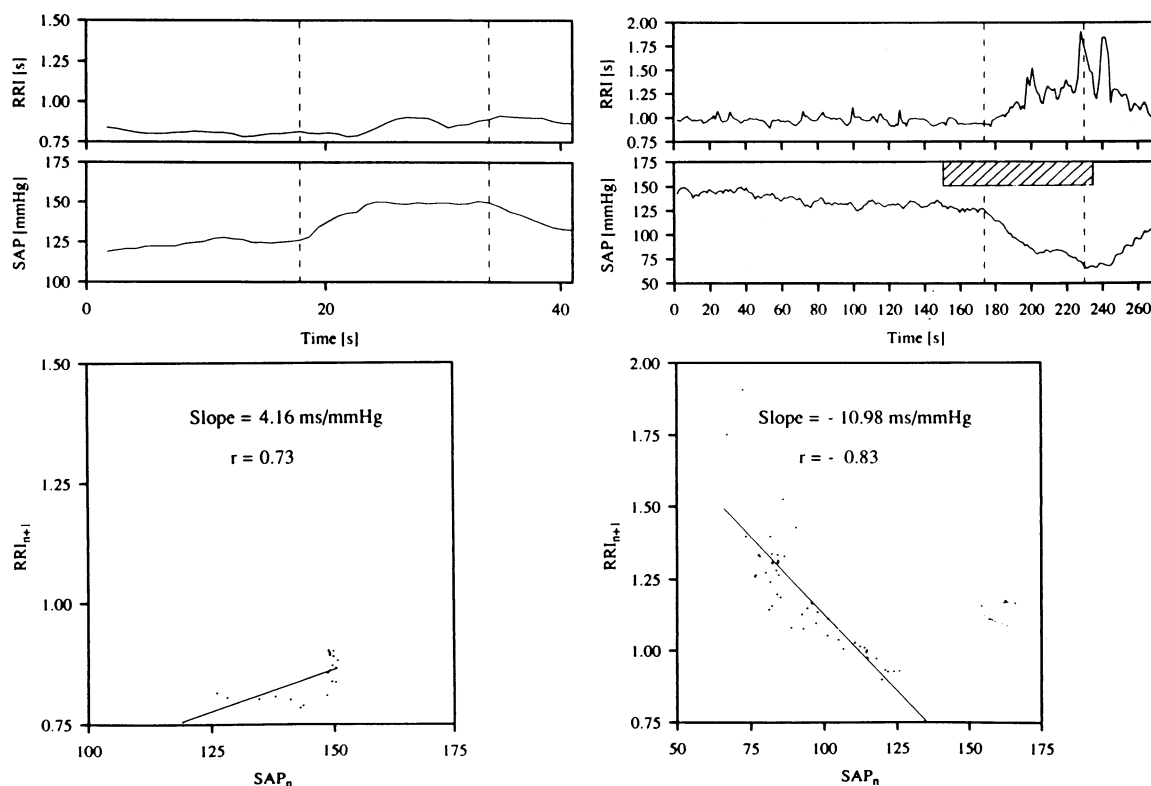 1.50
1.25
1.00
0.75
RRI [s]
175
150
125
100
SAP [mmHg]
0
20
40
Time [s]
2.00
1.75
1.50
1.25
1.00
0.75
RRI [s]
175
150
125
100
75
50
SAP [mmHg]
0 20 40 60 80 100 120 140 160 180 200 220 240 260
Time [s]
1.50
1.25
1.00
0.75
RRIn+1
Slope = 4.16 ms/mmHg
r = 0.73
100
125
150
175
SAPn
2.00
1.75
1.50
1.25
1.00
0.75
RRIn+1
Slope = - 10.98 ms/mmHg
r = - 0.83
50
75
100
125
150
175
SAPn